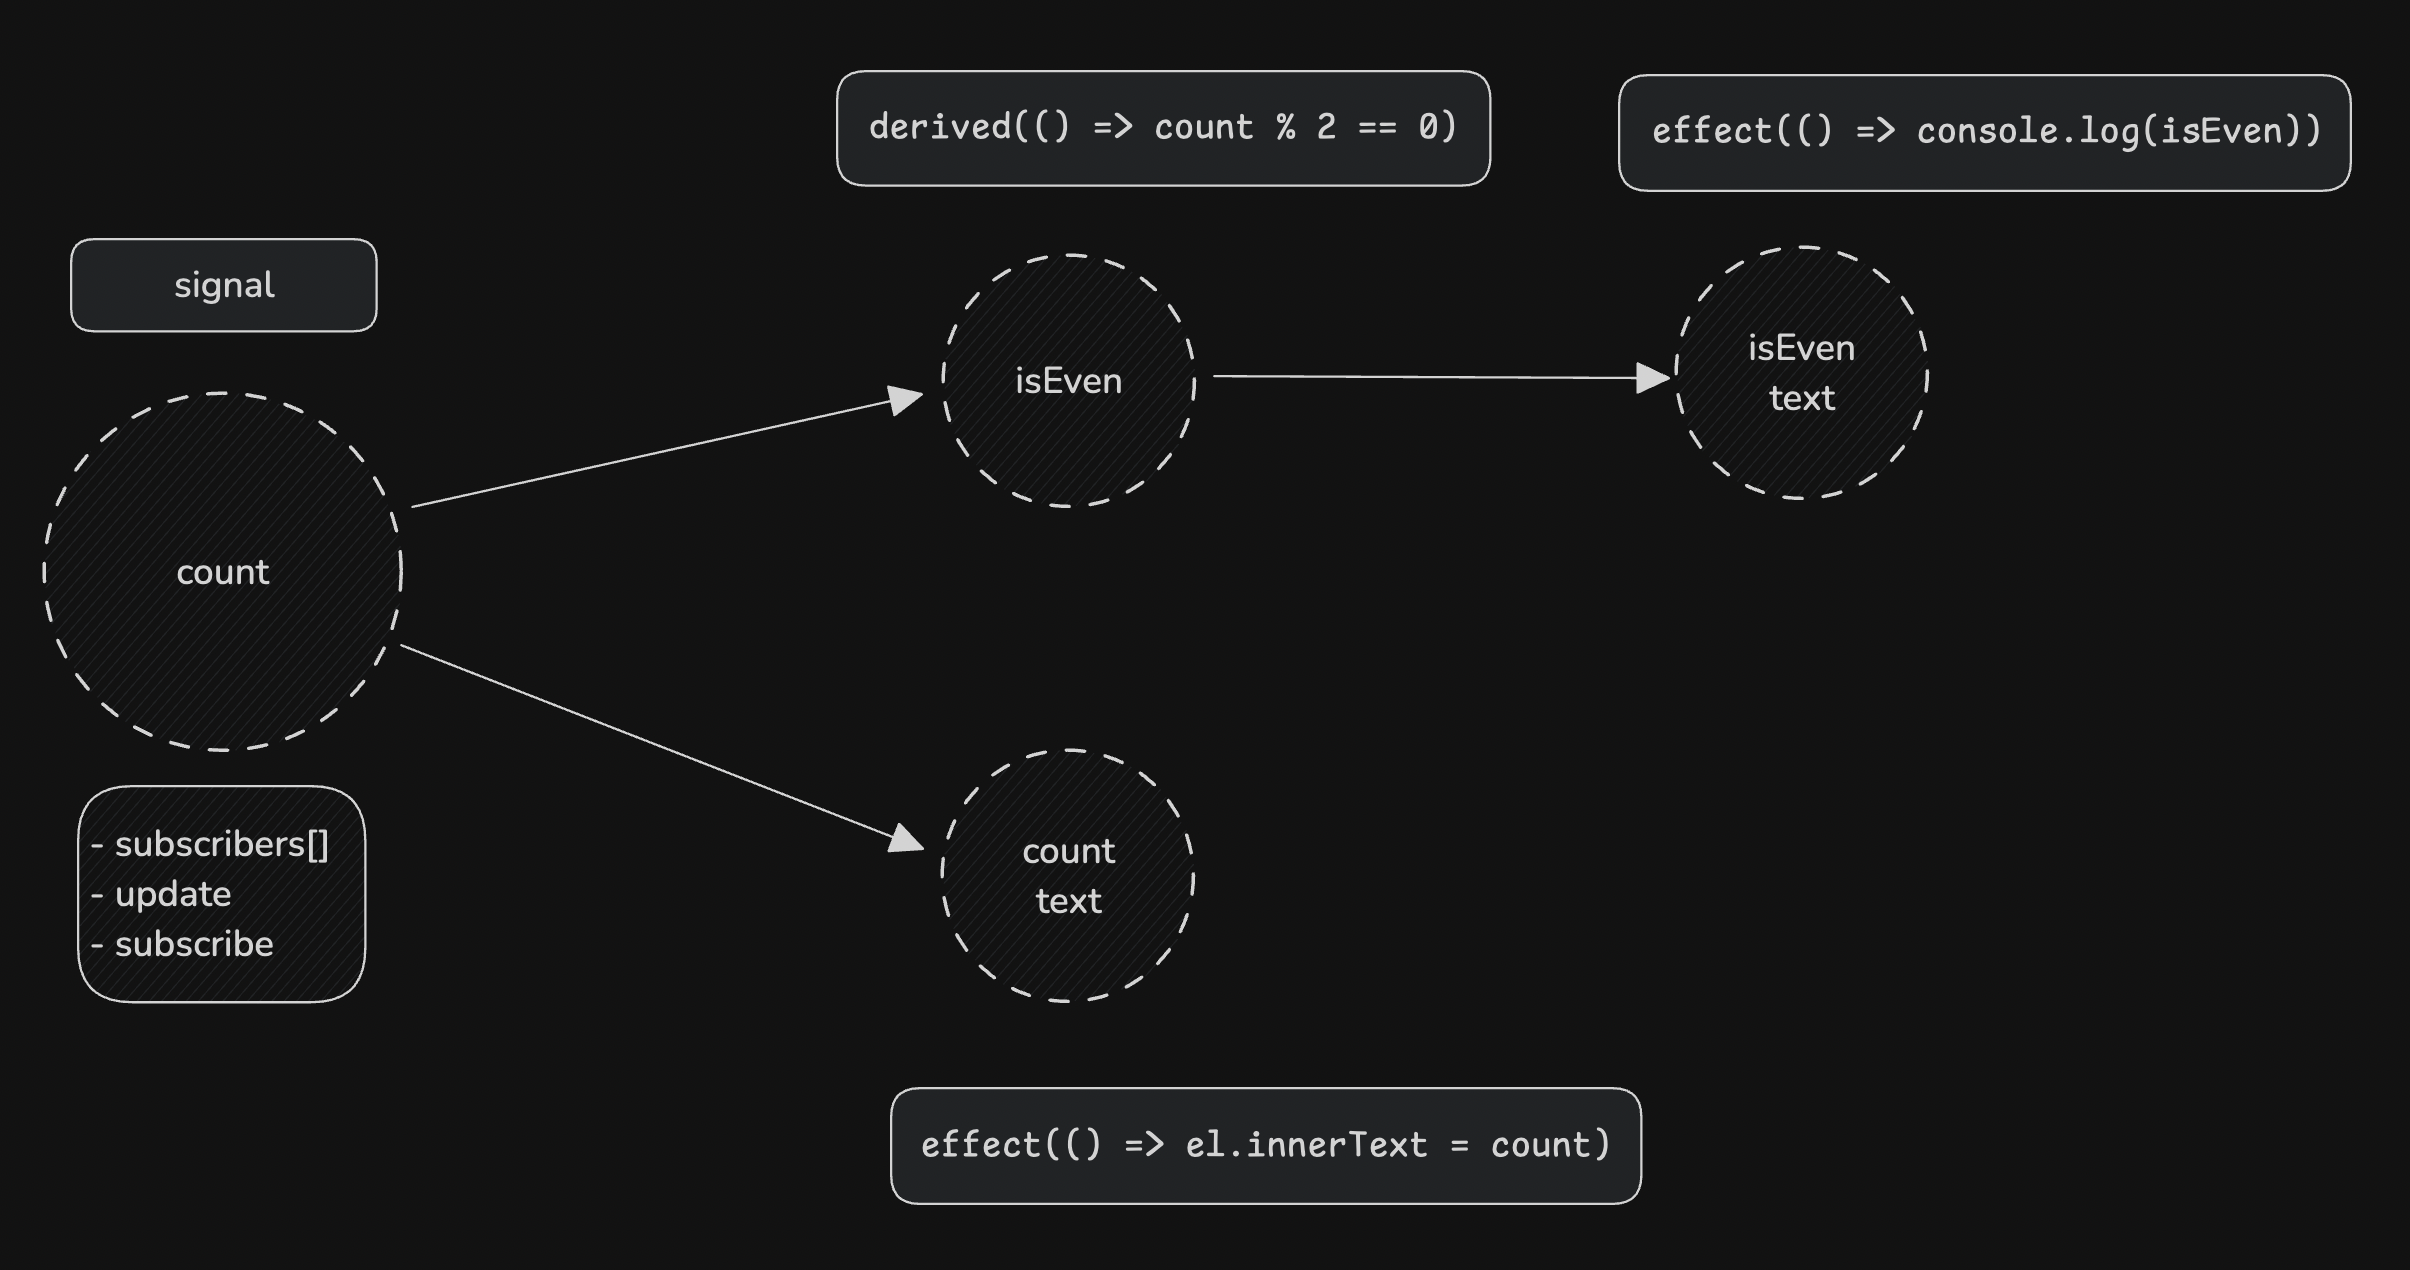 derived(() => count % 2 == 0)
effect(() => console.log(isEven))
signal
isEven
isEven
text
count
- subscribers[]
- update
- subscribe
count
text
effect(() => el.innerText = count)